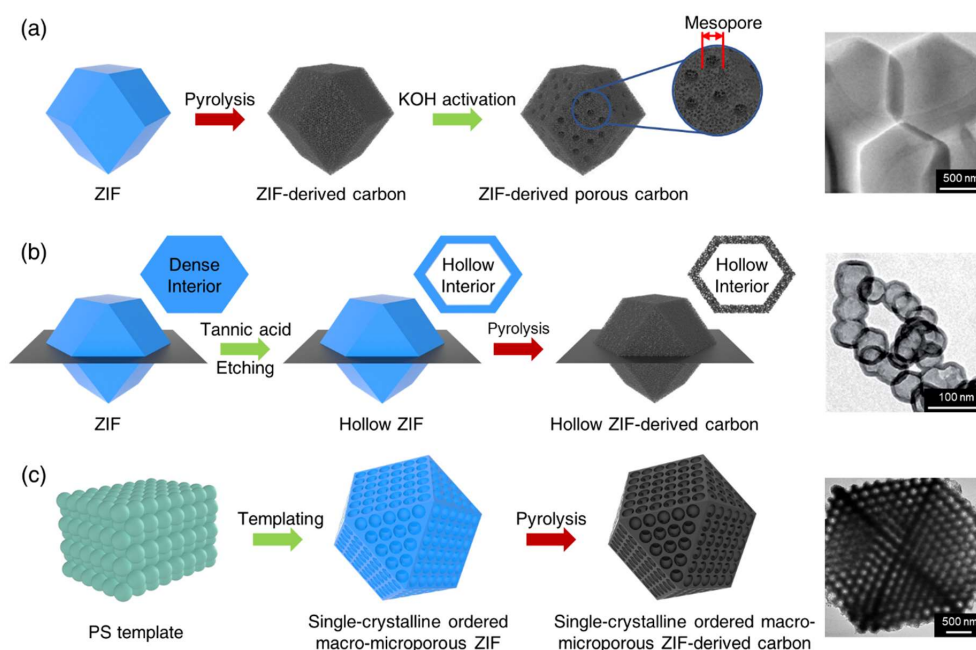 (a)
Mesopore
Pyrolysis
KOH activation
ZIF
ZIF-derived carbon
ZIF-derived porous carbon
500 nm
(b)
Dense
Interior
Hollow
Interior
Hollow
Interior
Tannic acid
Etching
Pyrolysis
ZIF
Hollow ZIF
Hollow ZIF-derived carbon
100 nm
(c)
Templating
Pyrolysis
PS template
Single-crystalline ordered
macro-microporous ZIF
Single-crystalline ordered macro-
microporous ZIF-derived carbon
500 nm